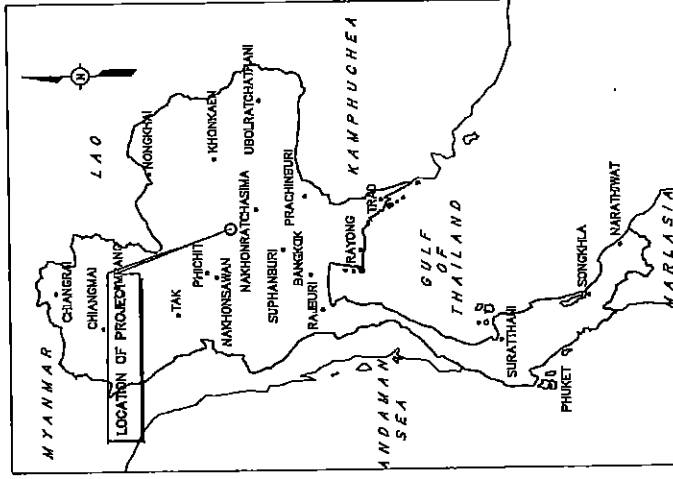 MYANMAR
LAO
CHIANGRAI
CHIANGMAI
LOCATION OF PROJECT
NONGKHAI
TAK
PHICHIT
KHONKAEN
NAKHONSAWAN
UBOLRATCHATHANI
NAKHONRATCHASIMA
SUPHANBURI
PRACHINBURI
BANGKOK
RAJBURI
RAYONG
TRAD
KAMPHUCHEA
GULF
OF
THAILAND
ANDAMAN
SEA
SURATTHANI
PHUKET
SONGKHLA
NARATHIWAT
MARLASIA
N